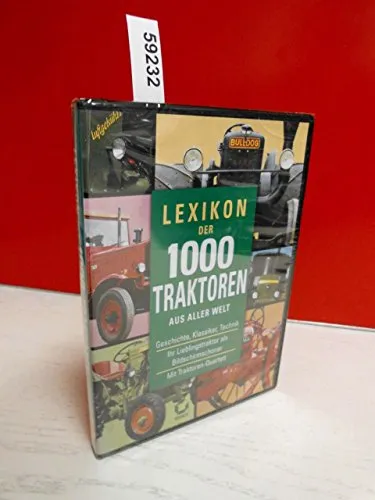 59232
luftgekühlt
BULLDOG
LEXIKON
DER
1000
TRAKTOREN
AUS ALLER WELT
Geschichte, Klassiker, Technik
Ihr Lieblingstraktor als
Bildschirmschoner
Mit Traktoren-Quartett